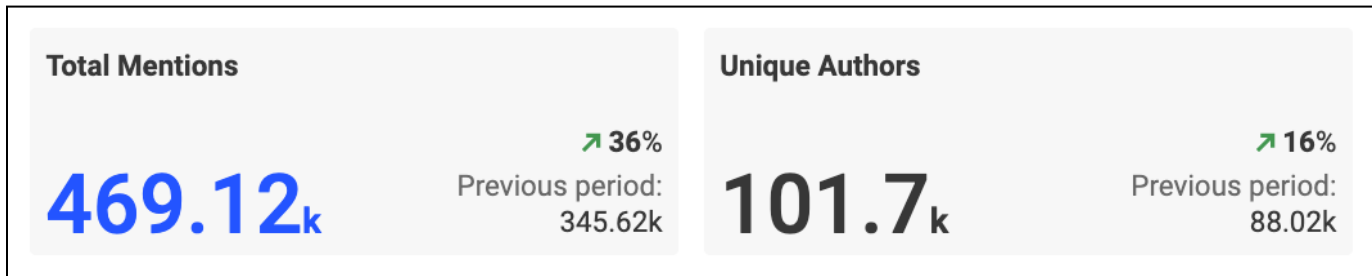 Total Mentions
469.12k
↗ 36%
Previous period:
345.62k
Unique Authors
101.7k
↗ 16%
Previous period:
88.02k